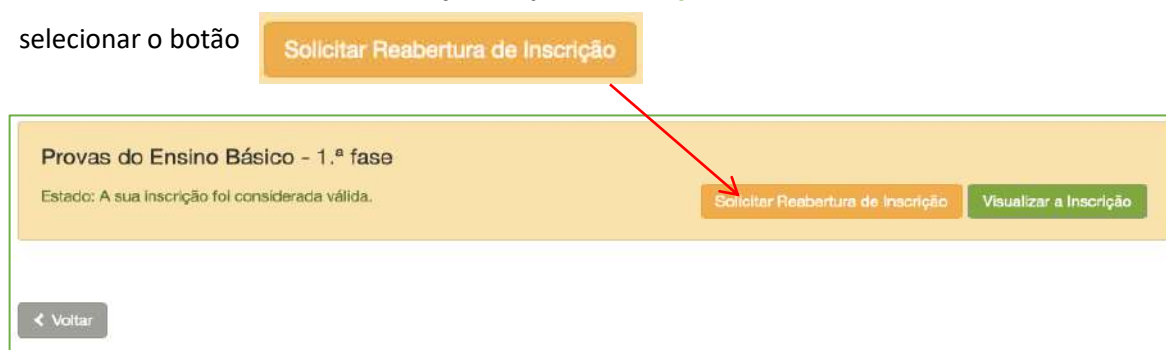 selecionar o botão Solicitar Reabertura de Inscrição
Provas do Ensino Básico - 1.ª fase
Estado: A sua inscrição foi considerada válida.
Solicitar Reabertura de Inscrição Visualizar a Inscrição
Voltar